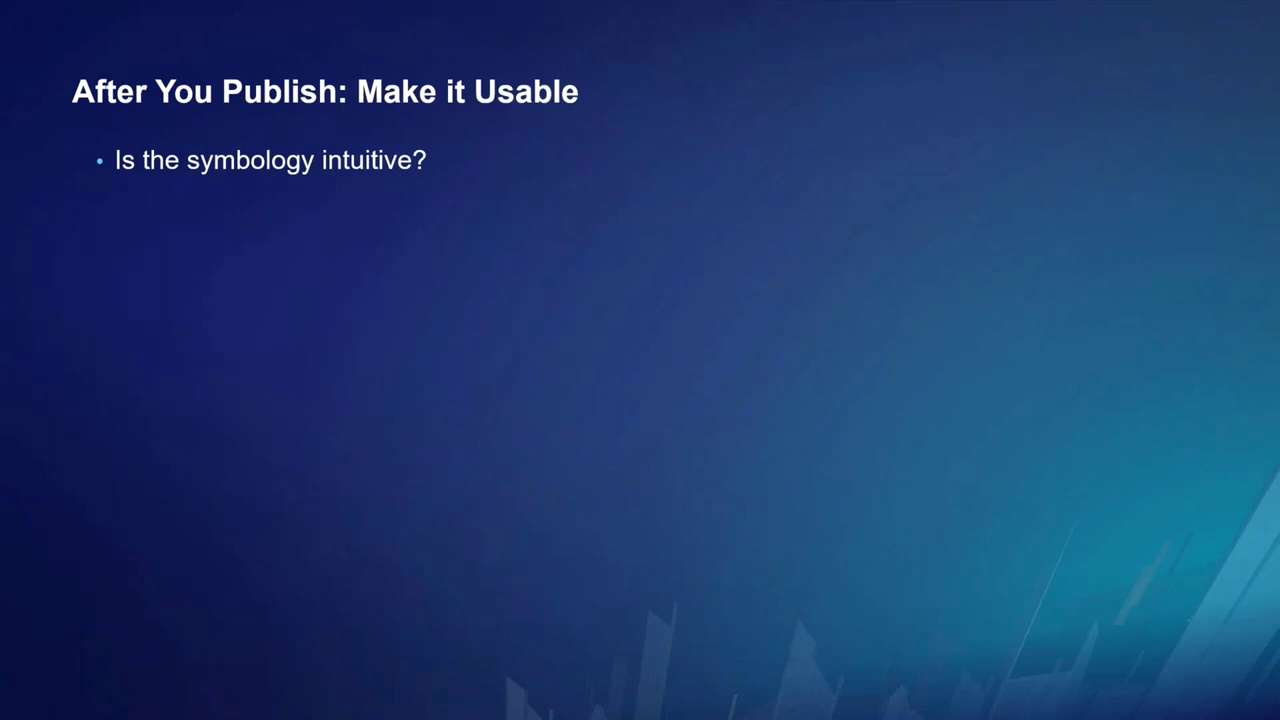 After You Publish: Make it Usable
• Is the symbology intuitive?